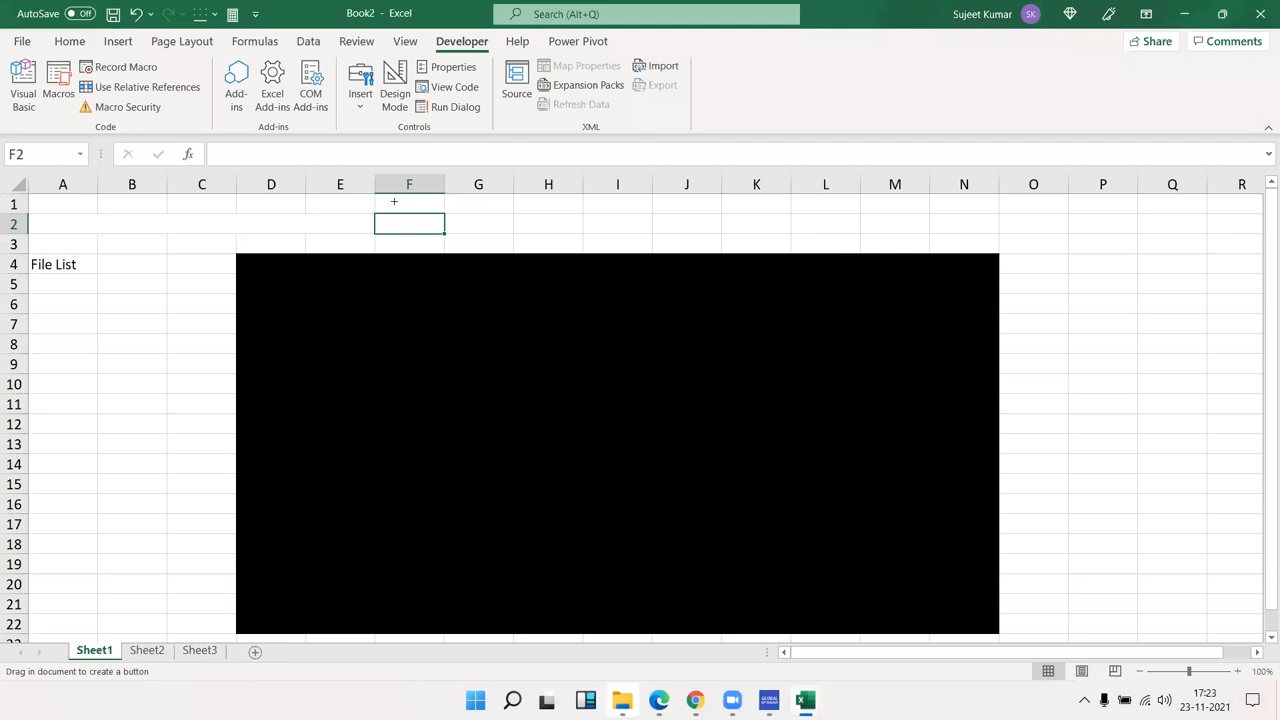 AutoSave Off Book2 - Excel Search (Alt+Q) Sujeet Kumar SK
File Home Insert Page Layout Formulas Data Review View Developer Help Power Pivot Share Comments
Visual Basic
Macros
Record Macro
Use Relative References
Macro Security
Code
Add-ins
Excel Add-ins
COM Add-ins
Add-ins
Insert
Design Mode
Properties
View Code
Run Dialog
Controls
Source
Map Properties
Expansion Packs
Refresh Data
Import
Export
XML
F2 fx
A B C D E F G H I J K L M N O P Q R
1
2
3
4 File List
5
6
7
8
9
10
11
12
13
14
15
16
17
18
19
20
21
22
Sheet1 Sheet2 Sheet3
Drag in document to create a button 100%
17:23
23-11-2021